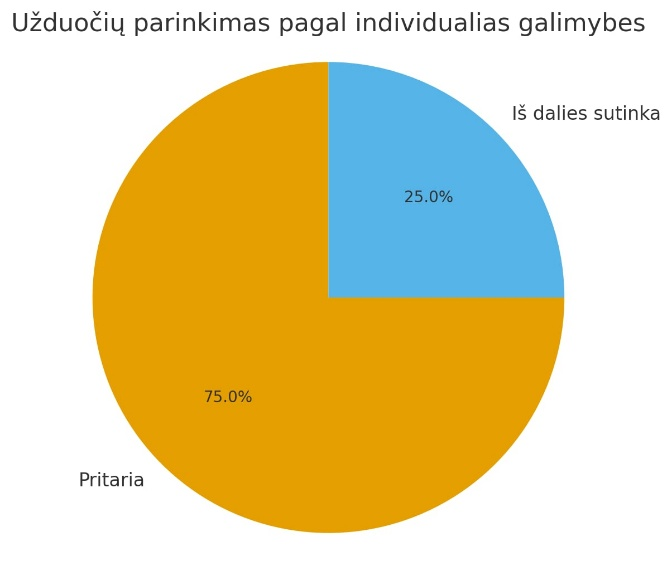 Užduočių parinkimas pagal individualias galimybes
Iš dalies sutinka
25.0%
75.0%
Pritaria